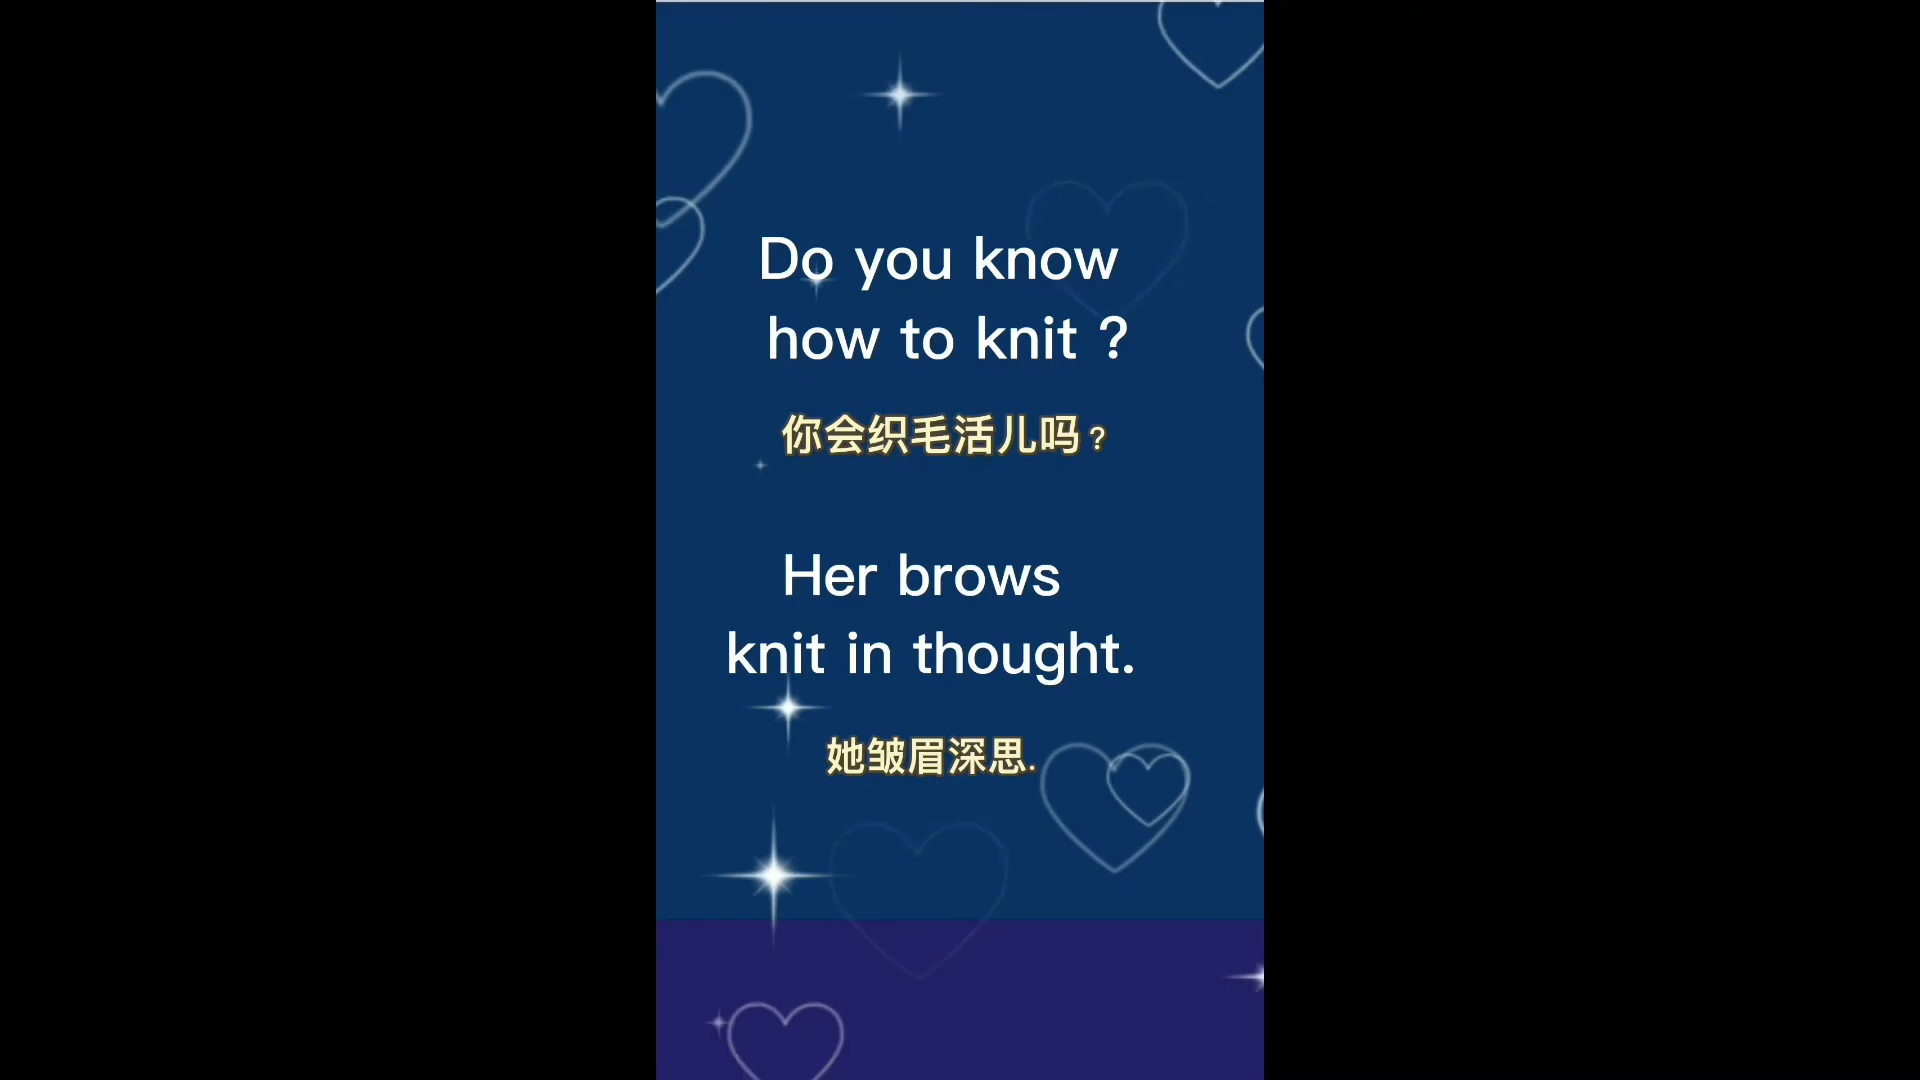 Do you know
how to knit ?
你会织毛活儿吗？
Her brows
knit in thought.
她皱眉深思.